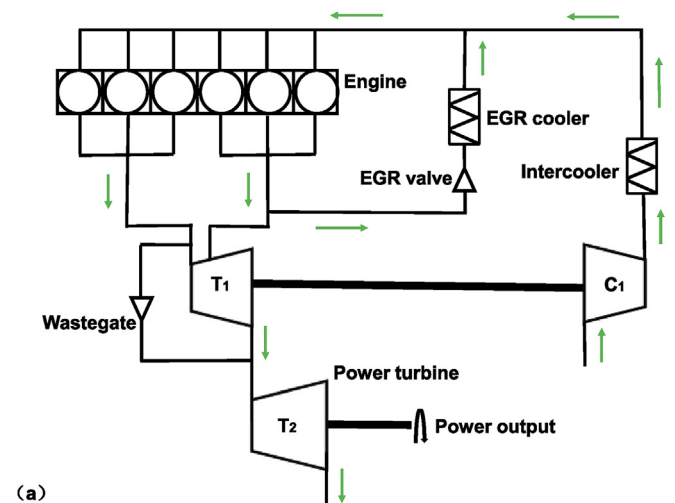 Engine
EGR cooler
EGR valve
Intercooler
T1
C1
Wastegate
Power turbine
T2
Power output
(a)